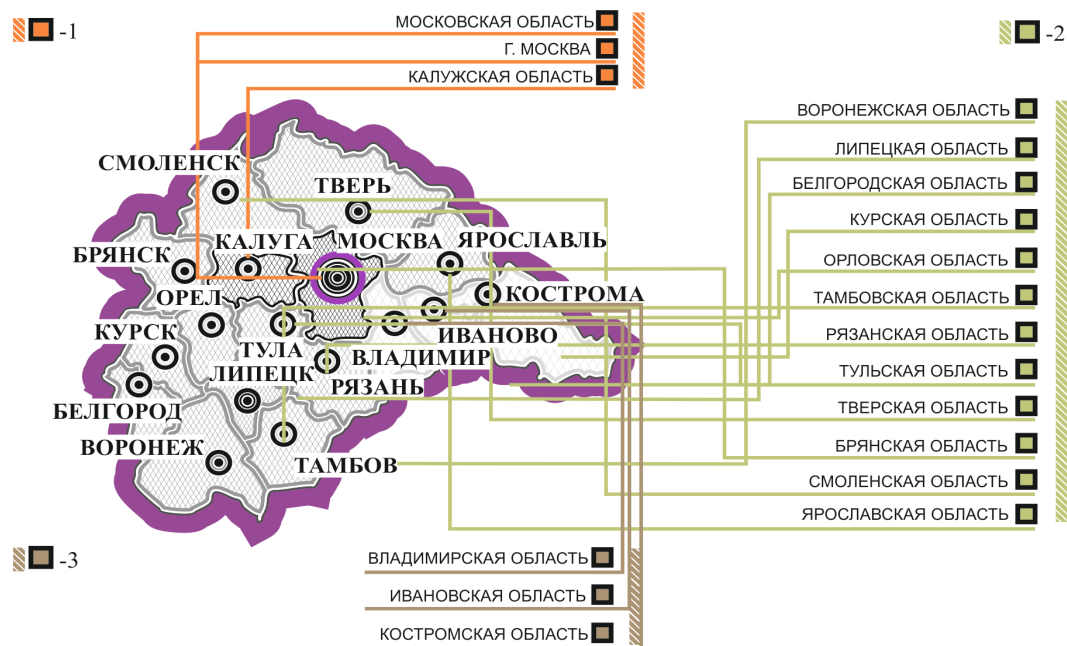 -1
МОСКОВСКАЯ ОБЛАСТЬ
Г. МОСКВА
КАЛУЖСКАЯ ОБЛАСТЬ
-2
ВОРОНЕЖСКАЯ ОБЛАСТЬ
ЛИПЕЦКАЯ ОБЛАСТЬ
БЕЛГОРОДСКАЯ ОБЛАСТЬ
КУРСКАЯ ОБЛАСТЬ
ОРЛОВСКАЯ ОБЛАСТЬ
ТАМБОВСКАЯ ОБЛАСТЬ
РЯЗАНСКАЯ ОБЛАСТЬ
ТУЛЬСКАЯ ОБЛАСТЬ
ТВЕРСКАЯ ОБЛАСТЬ
БРЯНСКАЯ ОБЛАСТЬ
СМОЛЕНСКАЯ ОБЛАСТЬ
ЯРОСЛАВСКАЯ ОБЛАСТЬ
СМОЛЕНСК
ТВЕРЬ
БРЯНСК
КАЛУГА
МОСКВА
ЯРОСЛАВЛЬ
ОРЕЛ
КОСТРОМА
КУРСК
ТУЛА
ИВАНОВО
ВЛАДИМИР
ЛИПЕЦК
РЯЗАНЬ
БЕЛГОРОД
ВОРОНЕЖ
ТАМБОВ
-3
ВЛАДИМИРСКАЯ ОБЛАСТЬ
ИВАНОВСКАЯ ОБЛАСТЬ
КОСТРОМСКАЯ ОБЛАСТЬ